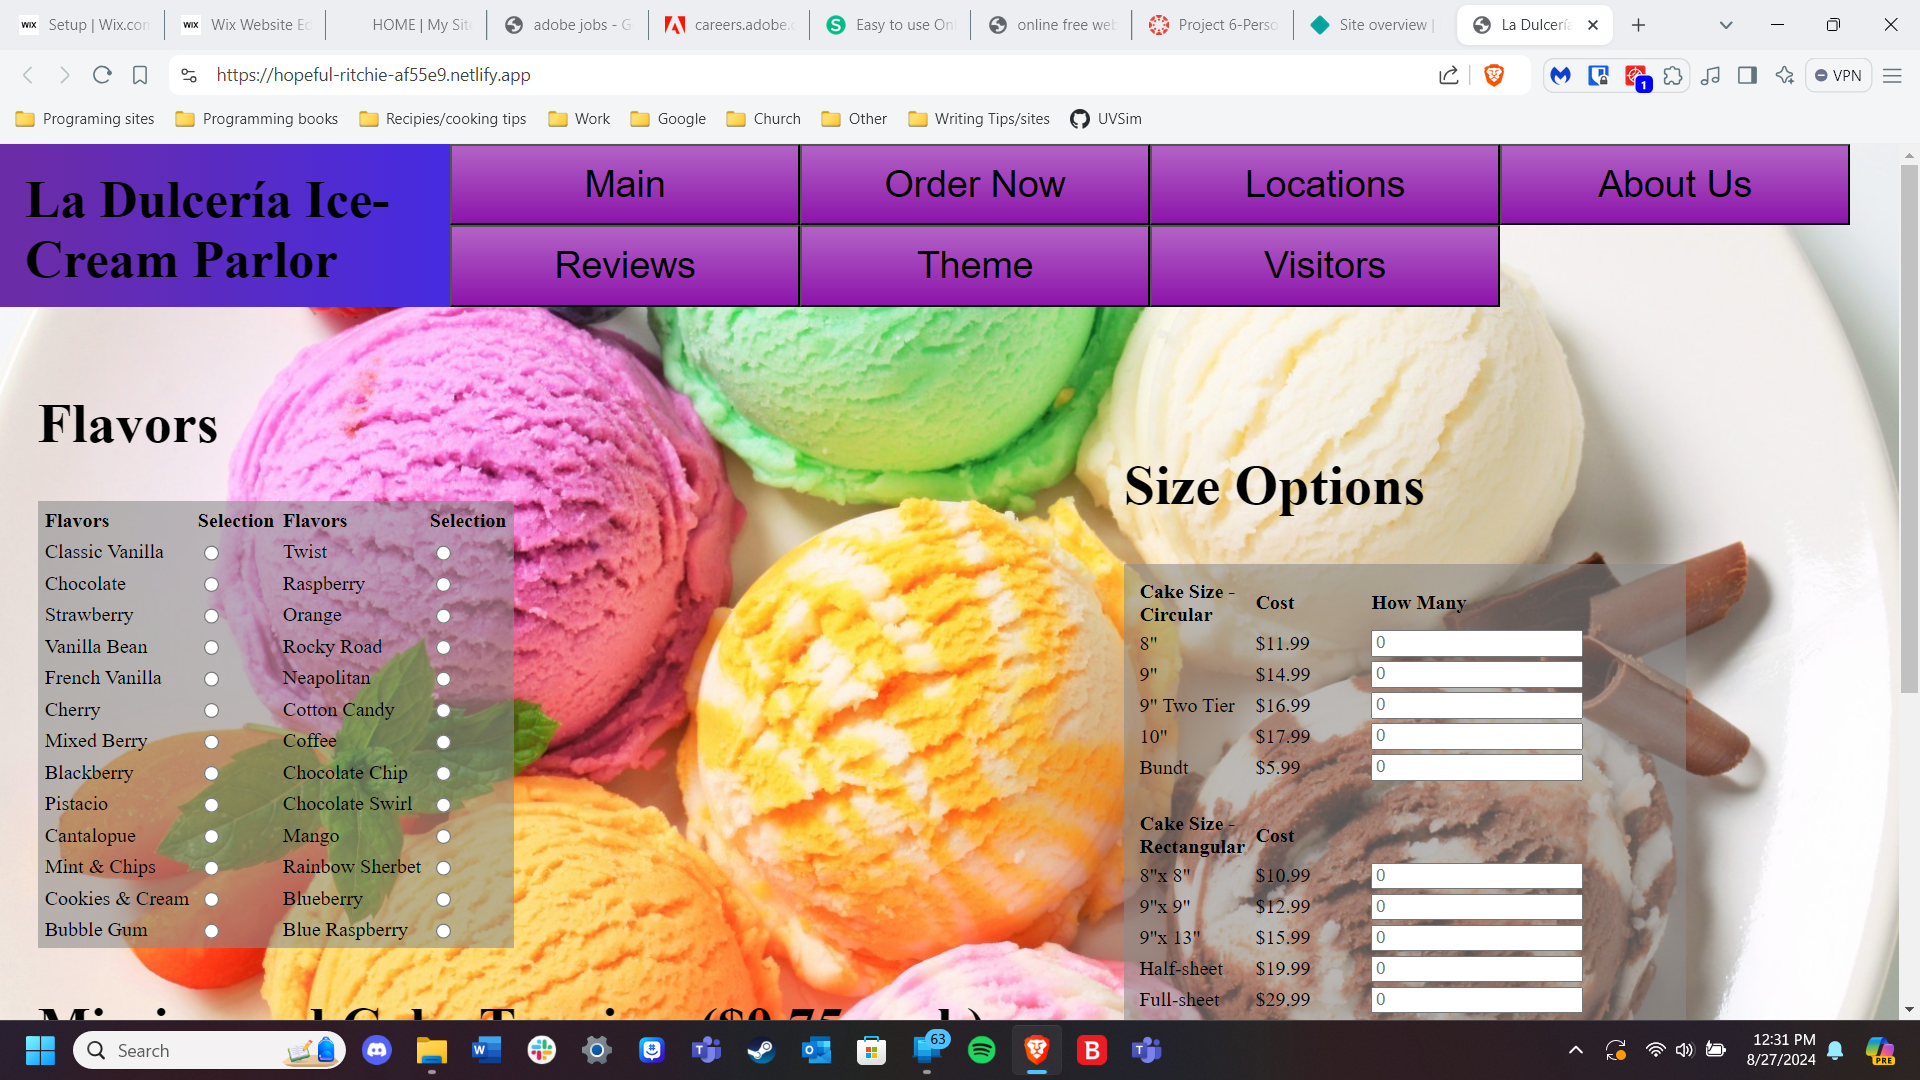 Setup | Wix.com
Wix Website Ed
HOME | My Site
adobe jobs - G
careers.adobe.c
Easy to use Onl
online free web
Project 6-Perso
Site overview |
La Dulcería
https://hopeful-ritchie-af55e9.netlify.app
1
VPN
Programing sites
Programming books
Recipies/cooking tips
Work
Google
Church
Other
Writing Tips/sites
UVSim
La Dulcería Ice-
Cream Parlor
Main
Order Now
Locations
About Us
Reviews
Theme
Visitors
Flavors
Flavors Selection Flavors Selection
Classic Vanilla Twist
Chocolate Raspberry
Strawberry Orange
Vanilla Bean Rocky Road
French Vanilla Neapolitan
Cherry Cotton Candy
Mixed Berry Coffee
Blackberry Chocolate Chip
Pistacio Chocolate Swirl
Cantalopue Mango
Mint & Chips Rainbow Sherbet
Cookies & Cream Blueberry
Bubble Gum Blue Raspberry
Size Options
Cake Size -
Circular Cost How Many
8" $11.99 0
9" $14.99 0
9" Two Tier $16.99 0
10" $17.99 0
Bundt $5.99 0
Cake Size -
Rectangular Cost
8"x 8" $10.99 0
9"x 9" $12.99 0
9"x 13" $15.99 0
Half-sheet $19.99 0
Full-sheet $29.99 0
Search
63
12:31 PM
8/27/2024
PRE